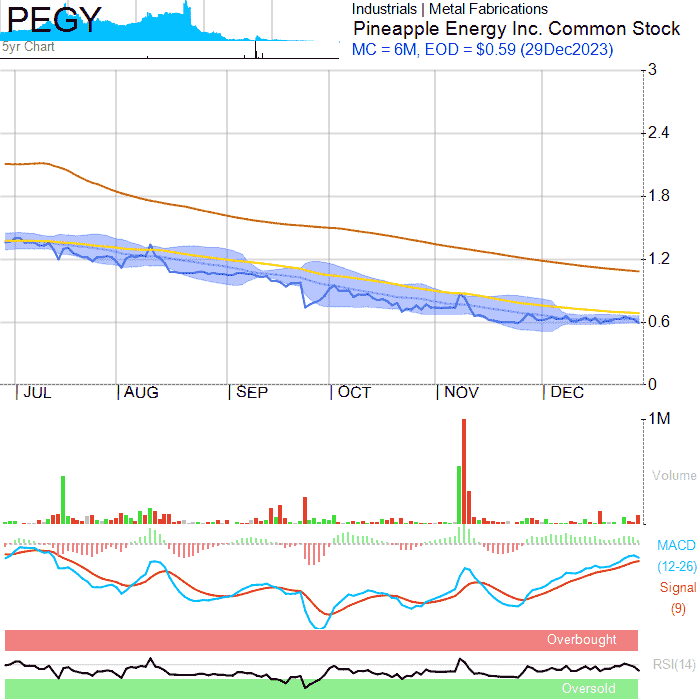 PEGY
5yr Chart
Industrials | Metal Fabrications
Pineapple Energy Inc. Common Stock
MC = 6M, EOD = $0.59 (29Dec2023)
3
2.4
1.8
1.2
0.6
0
JUL AUG SEP OCT NOV DEC
1M
Volume
MACD
(12-26)
Signal
(9)
Overbought
RSI(14)
Oversold